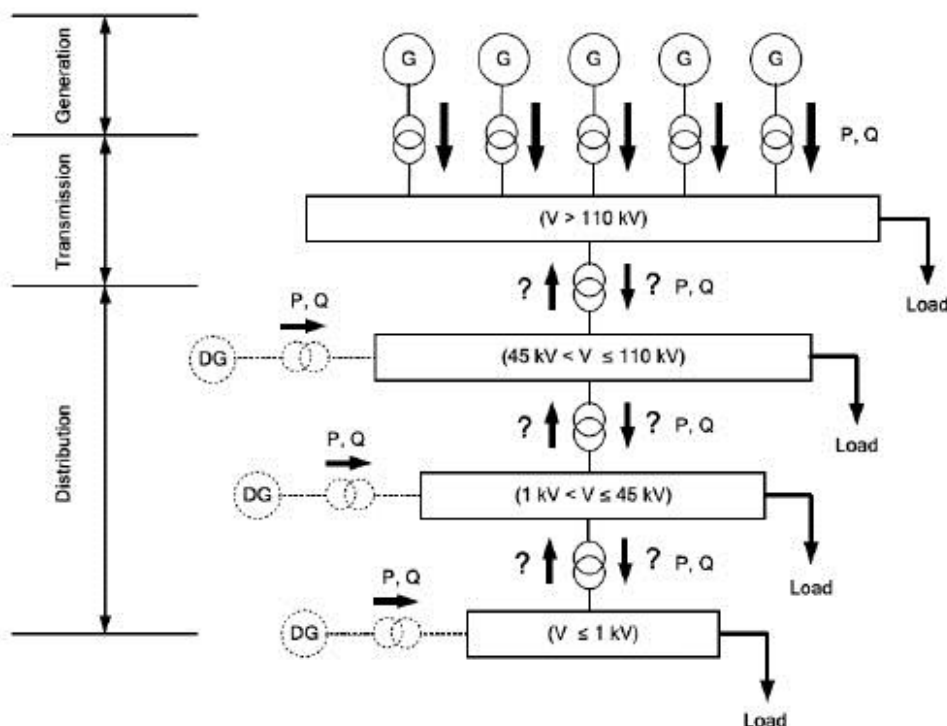 Generation
G G G G G
P, Q
Transmission
(V > 110 kV)
Load
? ? P, Q
P, Q
DG
(45 kV < V ≤ 110 kV)
Load
Distribution
? ? P, Q
P, Q
DG
(1 kV < V ≤ 45 kV)
Load
? ? P, Q
P, Q
DG
(V ≤ 1 kV)
Load